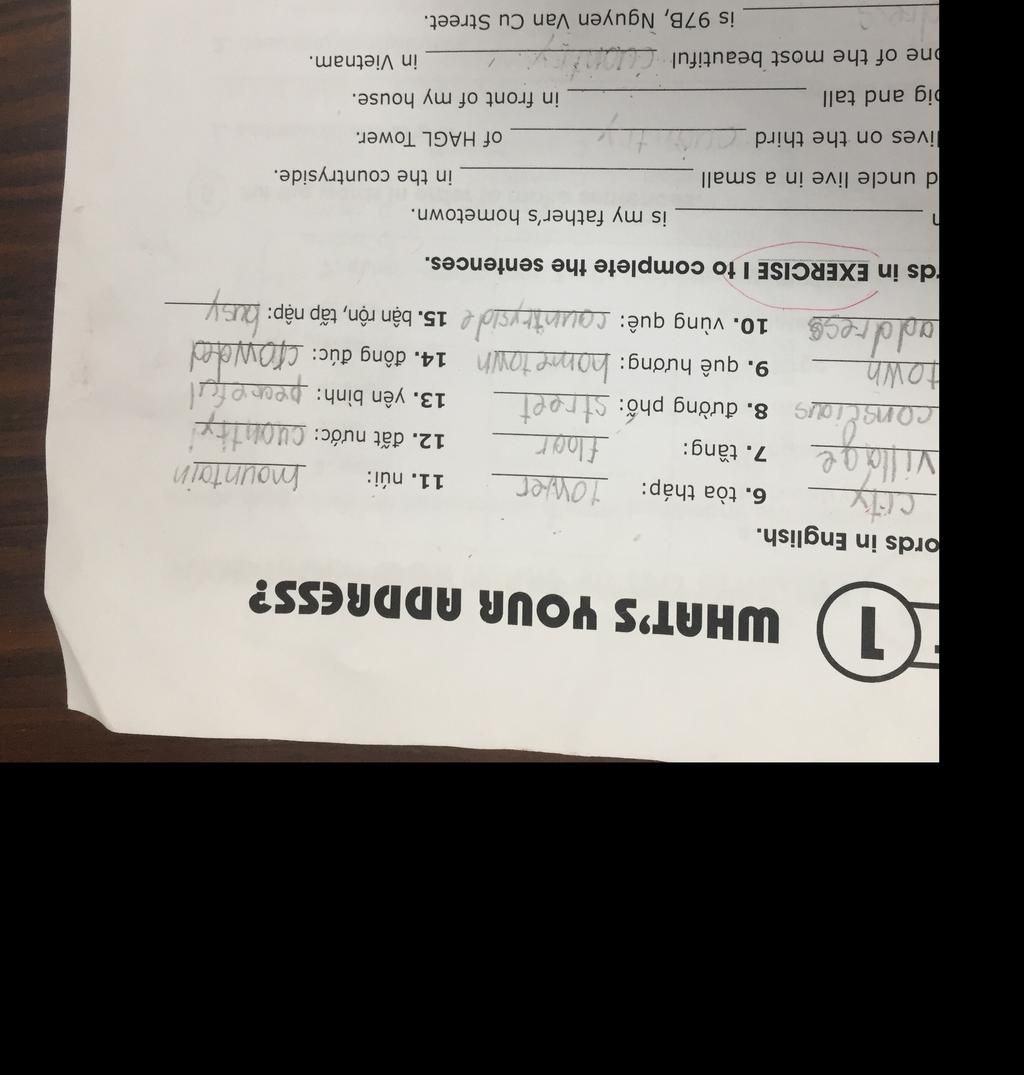 1 WHAT'S YOUR ADDRESS?
ords in English.
city 6. tòa tháp: tower 11. núi: mountain
village 7. tầng: floor 12. đất nước: cuontty
8. đường phố: street 13. yên bình: peaceful
town 9. quê hương: hometown 14. đông đúc: crowded
address 10. vùng quê: countryside 15. bận rộn, tấp nập: busy
rds in EXERCISE I to complete the sentences.
is my father's hometown.
d uncle live in a small in the countryside.
lives on the third of HAGL Tower.
big and tall in front of my house.
one of the most beautiful in Vietnam.
is 97B, Nguyen Van Cu Street.